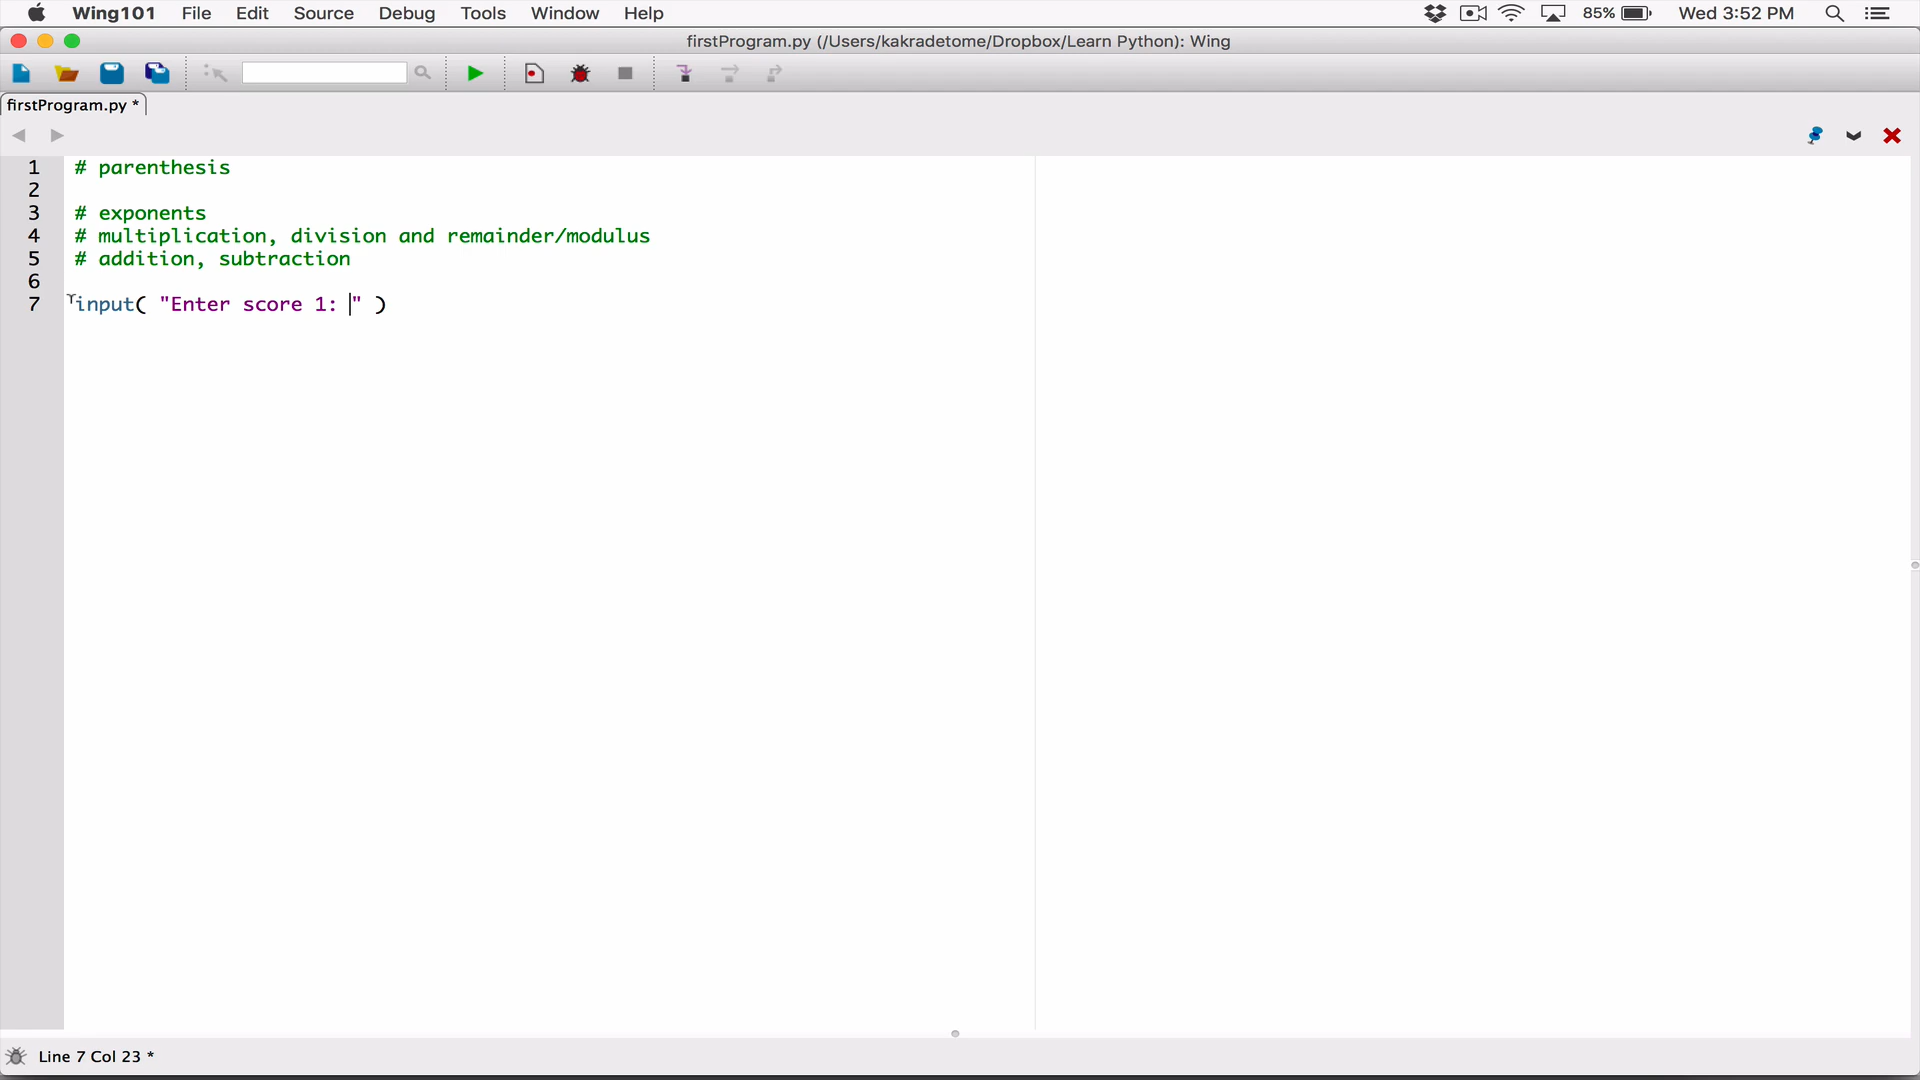 Wing101 File Edit Source Debug Tools Window Help 85% Wed 3:52 PM
firstProgram.py (/Users/kakradetome/Dropbox/Learn Python): Wing
firstProgram.py *
1 # parenthesis
2
3 # exponents
4 # multiplication, division and remainder/modulus
5 # addition, subtraction
6
7 input( "Enter score 1: " )
Line 7 Col 23 *